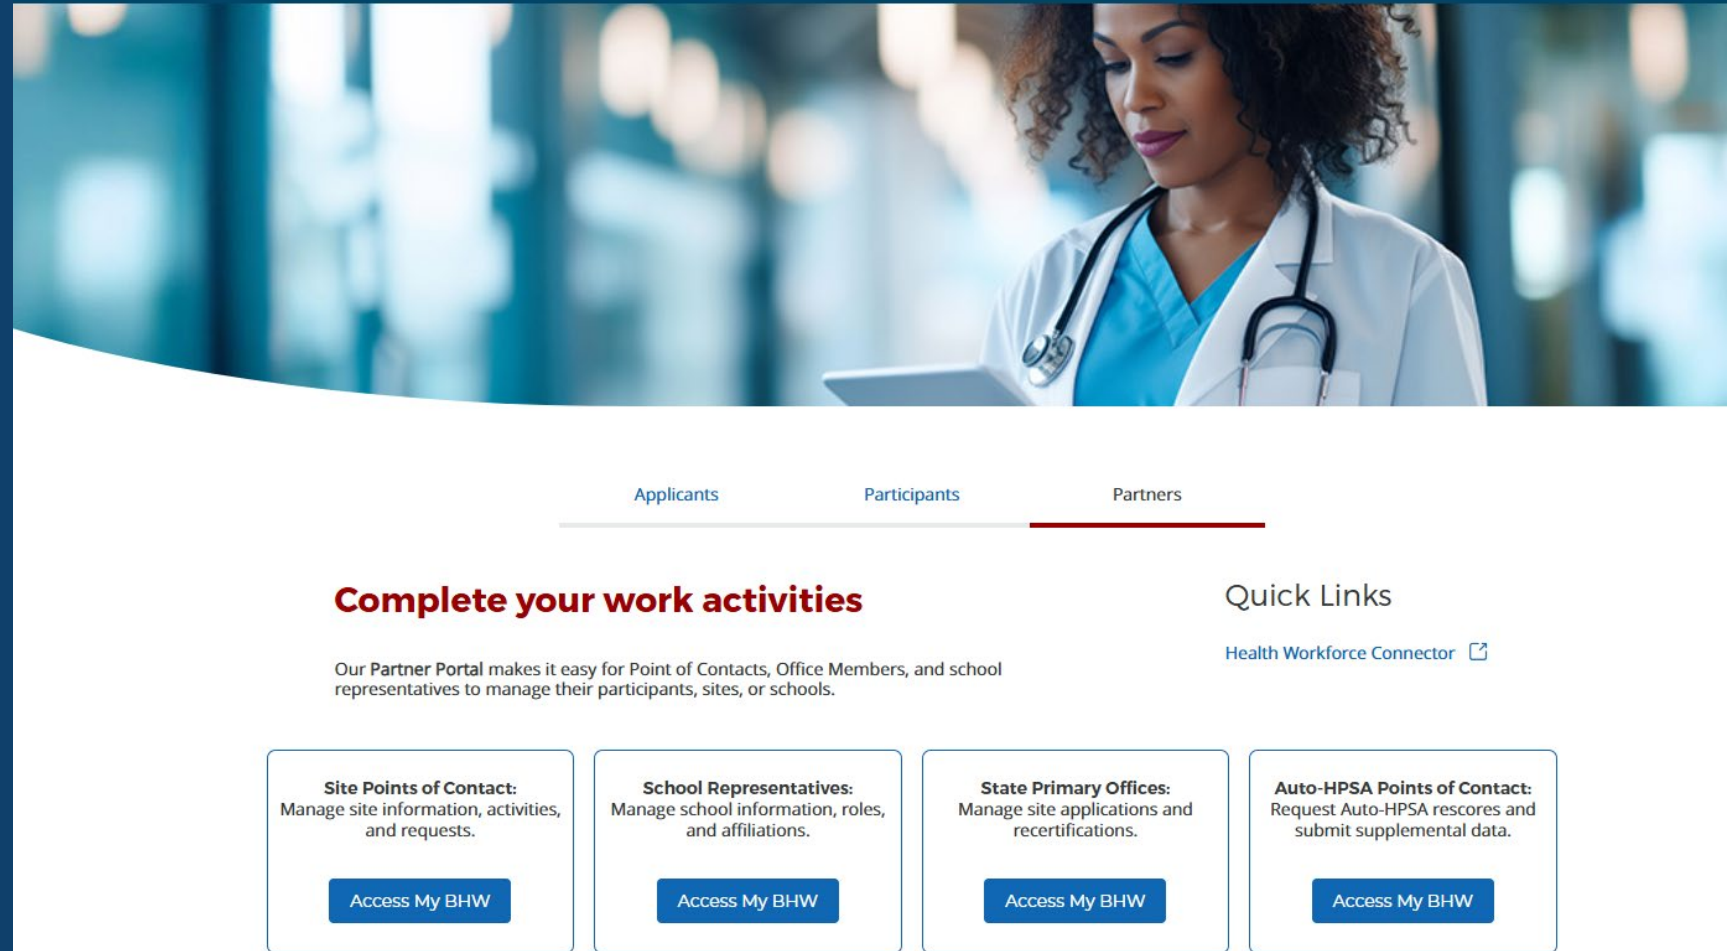 Applicants
Participants
Partners
Complete your work activities
Our Partner Portal makes it easy for Point of Contacts, Office Members, and school
representatives to manage their participants, sites, or schools.
Quick Links
Health Workforce Connector
Site Points of Contact:
Manage site information, activities,
and requests.
Access My BHW
School Representatives:
Manage school information, roles,
and affiliations.
Access My BHW
State Primary Offices:
Manage site applications and
recertifications.
Access My BHW
Auto-HPSA Points of Contact:
Request Auto-HPSA rescores and
submit supplemental data.
Access My BHW